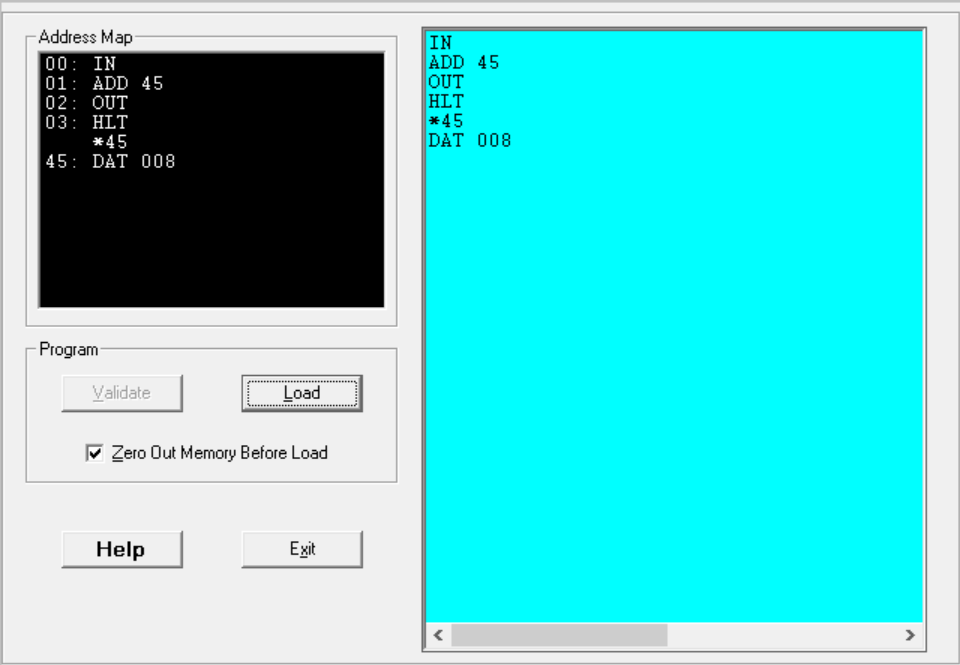 Address Map
00: IN
01: ADD 45
02: OUT
03: HLT
*45
45: DAT 008
Program
Validate
Load
Zero Out Memory Before Load
Help
Exit
IN
ADD 45
OUT
HLT
*45
DAT 008